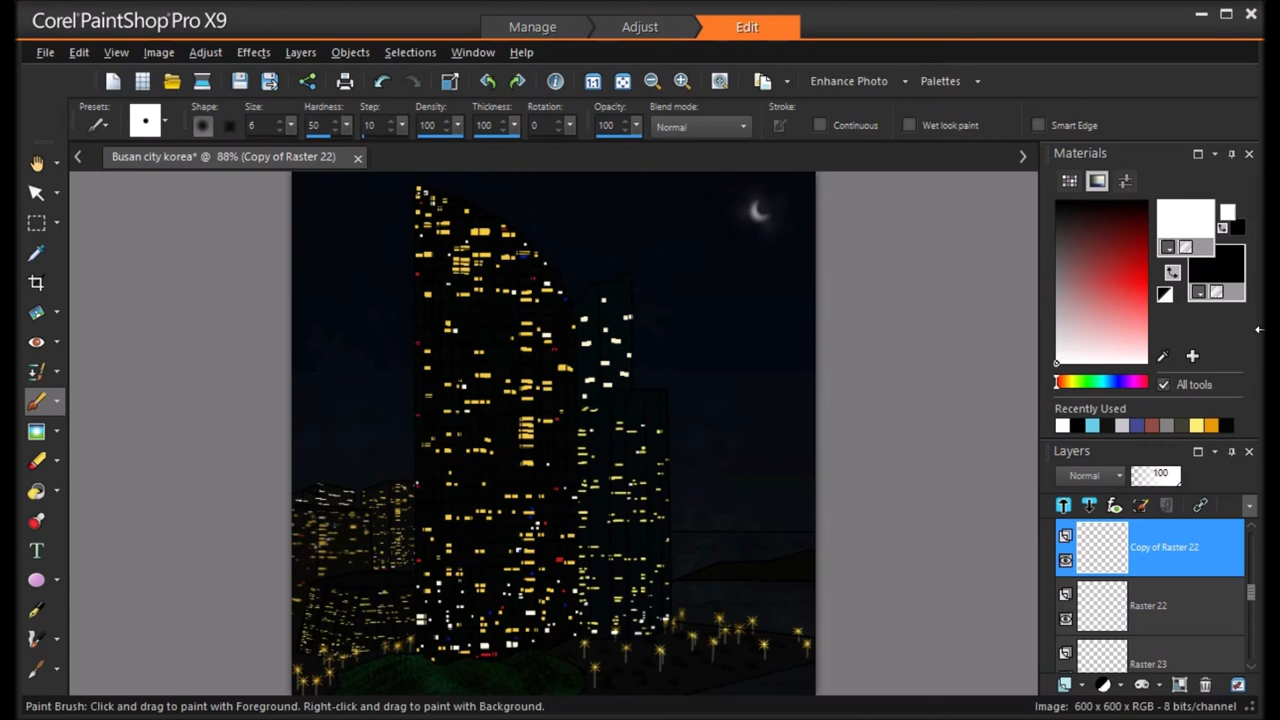 Corel PaintShop Pro X9
Manage
Adjust
Edit
File Edit View Image Adjust Effects Layers Objects Selections Window Help
Enhance Photo
Palettes
Presets: Shape: Size: Hardness: Step: Density: Thickness: Rotation: Opacity: Blend mode: Stroke:
6 50 10 100 100 0 100 Normal Continuous Wet look paint Smart Edge
Busan city korea* @ 88% (Copy of Raster 22)
Materials
All tools
Recently Used
Layers
Normal 100
Copy of Raster 22
Raster 22
Raster 23
Paint Brush: Click and drag to paint with Foreground. Right-click and drag to paint with Background.
Image: 600 x 600 x RGB - 8 bits/channel